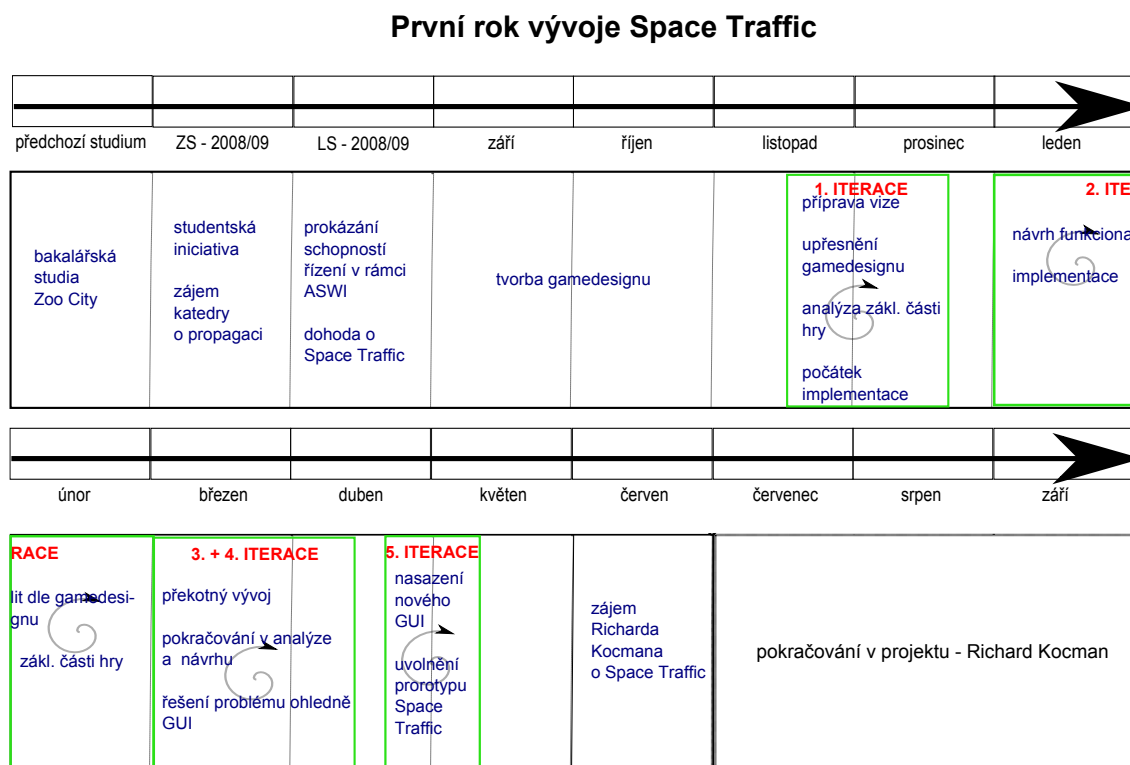 První rok vývoje Space Traffic
předchozí studium
ZS - 2008/09
LS - 2008/09
září
říjen
listopad
prosinec
leden
bakalářská
studia
Zoo City
studentská
iniciativa
zájem
katedry
o propagaci
prokázání
schopností
řízení v rámci
ASWI
dohoda o
Space Traffic
tvorba gamedesignu
1. ITERACE
příprava vize
upřesnění
gamedesignu
analýza zákl. části
hry
počátek
implementace
2. ITE
návrh funkciona
implementace
únor
březen
duben
květen
červen
červenec
srpen
září
RACE
lit dle gamedesi-
gnu
zákl. části hry
3. + 4. ITERACE
překotný vývoj
pokračování v analýze
a návrhu
řešení problému ohledně
GUI
5. ITERACE
nasazení
nového
GUI
uvolnění
prorotypu
Space
Traffic
zájem
Richarda
Kocmana
o Space Traffic
pokračování v projektu - Richard Kocman